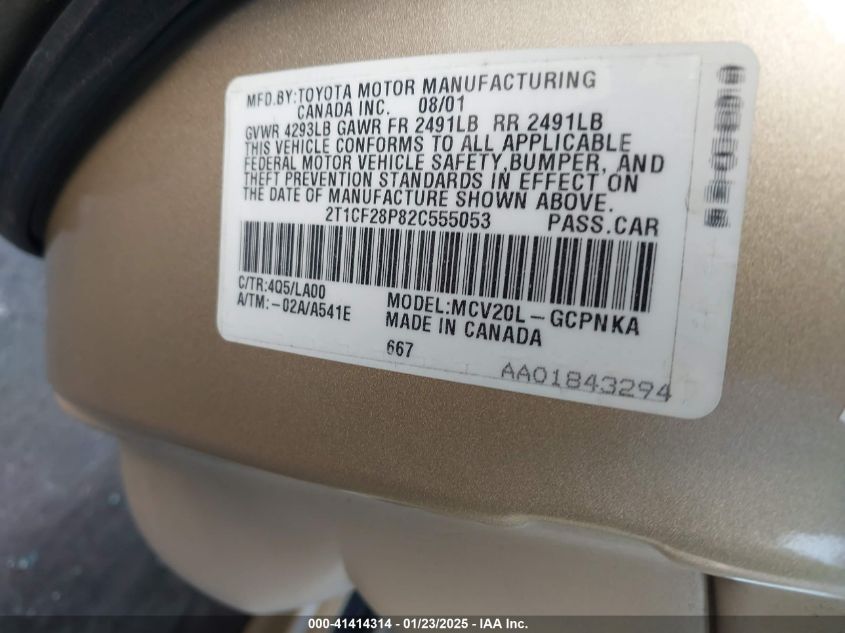 MFD.BY:TOYOTA MOTOR MANUFACTURING
CANADA INC. 08/01
GVWR 4293LB GAWR FR 2491LB RR 2491LB
THIS VEHICLE CONFORMS TO ALL APPLICABLE
FEDERAL MOTOR VEHICLE SAFETY,BUMPER, AND
THEFT PREVENTION STANDARDS IN EFFECT ON
THE DATE OF MANUFACTURE SHOWN ABOVE.
2T1CF28P82C555053 PASS.CAR
C/TR:4Q5/LA00
A/TM:-02A/A541E
MODEL:MCV20L-GCPNKA
MADE IN CANADA
667
AA01843294
000-41414314 - 01/23/2025 - IAA Inc.